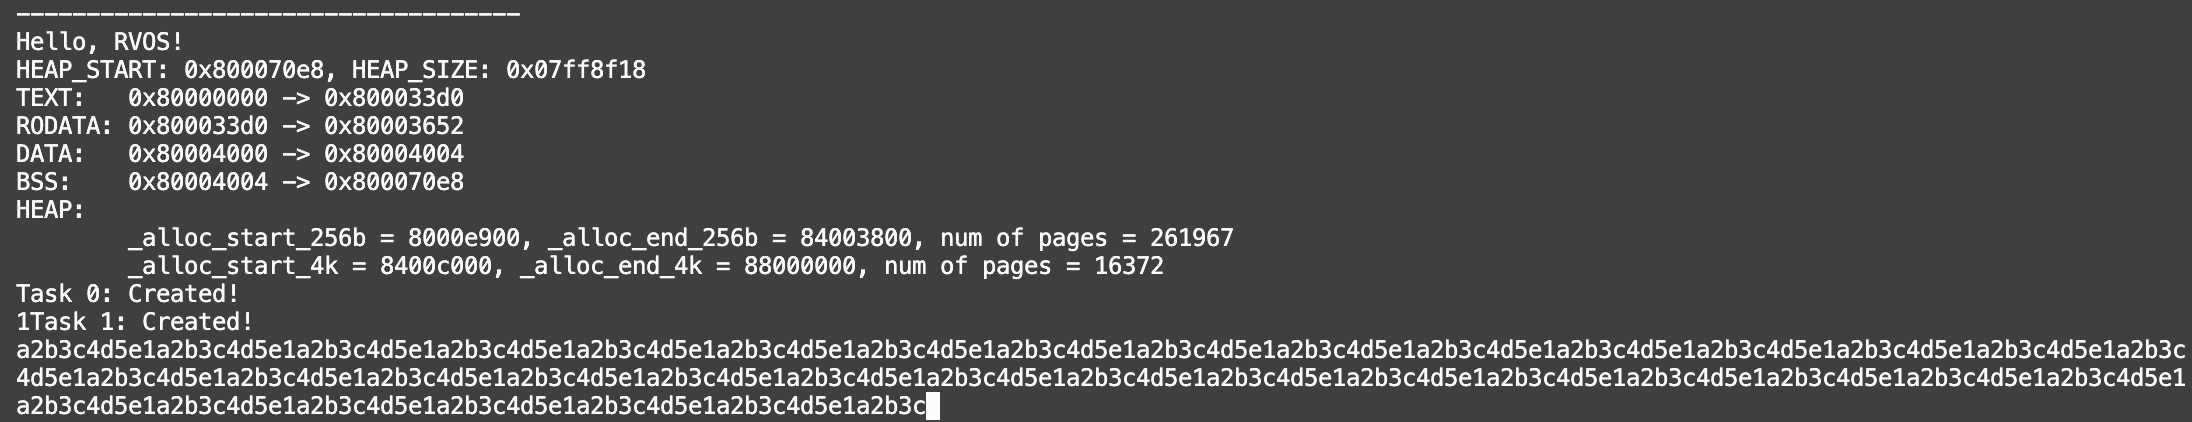 ------------------------------------
Hello, RVOS!
HEAP_START: 0x800070e8, HEAP_SIZE: 0x07ff8f18
TEXT:   0x80000000 -> 0x800033d0
RODATA: 0x800033d0 -> 0x80003652
DATA:   0x80004000 -> 0x80004004
BSS:    0x80004004 -> 0x800070e8
HEAP:
        _alloc_start_256b = 8000e900, _alloc_end_256b = 84003800, num of pages = 261967
        _alloc_start_4k = 8400c000, _alloc_end_4k = 88000000, num of pages = 16372
Task 0: Created!
1Task 1: Created!
a2b3c4d5e1a2b3c4d5e1a2b3c4d5e1a2b3c4d5e1a2b3c4d5e1a2b3c4d5e1a2b3c4d5e1a2b3c4d5e1a2b3c4d5e1a2b3c4d5e1a2b3c4d5e1a2b3c4d5e1a2b3c4d5e1a2b3c4d5e1a2b3c4d5e1a2b3c
4d5e1a2b3c4d5e1a2b3c4d5e1a2b3c4d5e1a2b3c4d5e1a2b3c4d5e1a2b3c4d5e1a2b3c4d5e1a2b3c4d5e1a2b3c4d5e1a2b3c4d5e1a2b3c4d5e1a2b3c4d5e1a2b3c4d5e1a2b3c4d5e1a2b3c4d5e1
a2b3c4d5e1a2b3c4d5e1a2b3c4d5e1a2b3c4d5e1a2b3c4d5e1a2b3c4d5e1a2b3c